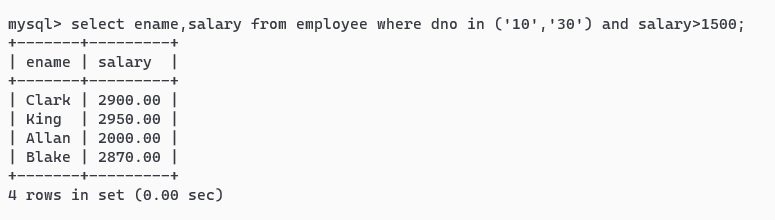 mysql> select ename,salary from employee where dno in ('10','30') and salary>1500;
+-------+---------+
| ename | salary  |
+-------+---------+
| Clark | 2900.00 |
| King  | 2950.00 |
| Allan | 2000.00 |
| Blake | 2870.00 |
+-------+---------+
4 rows in set (0.00 sec)